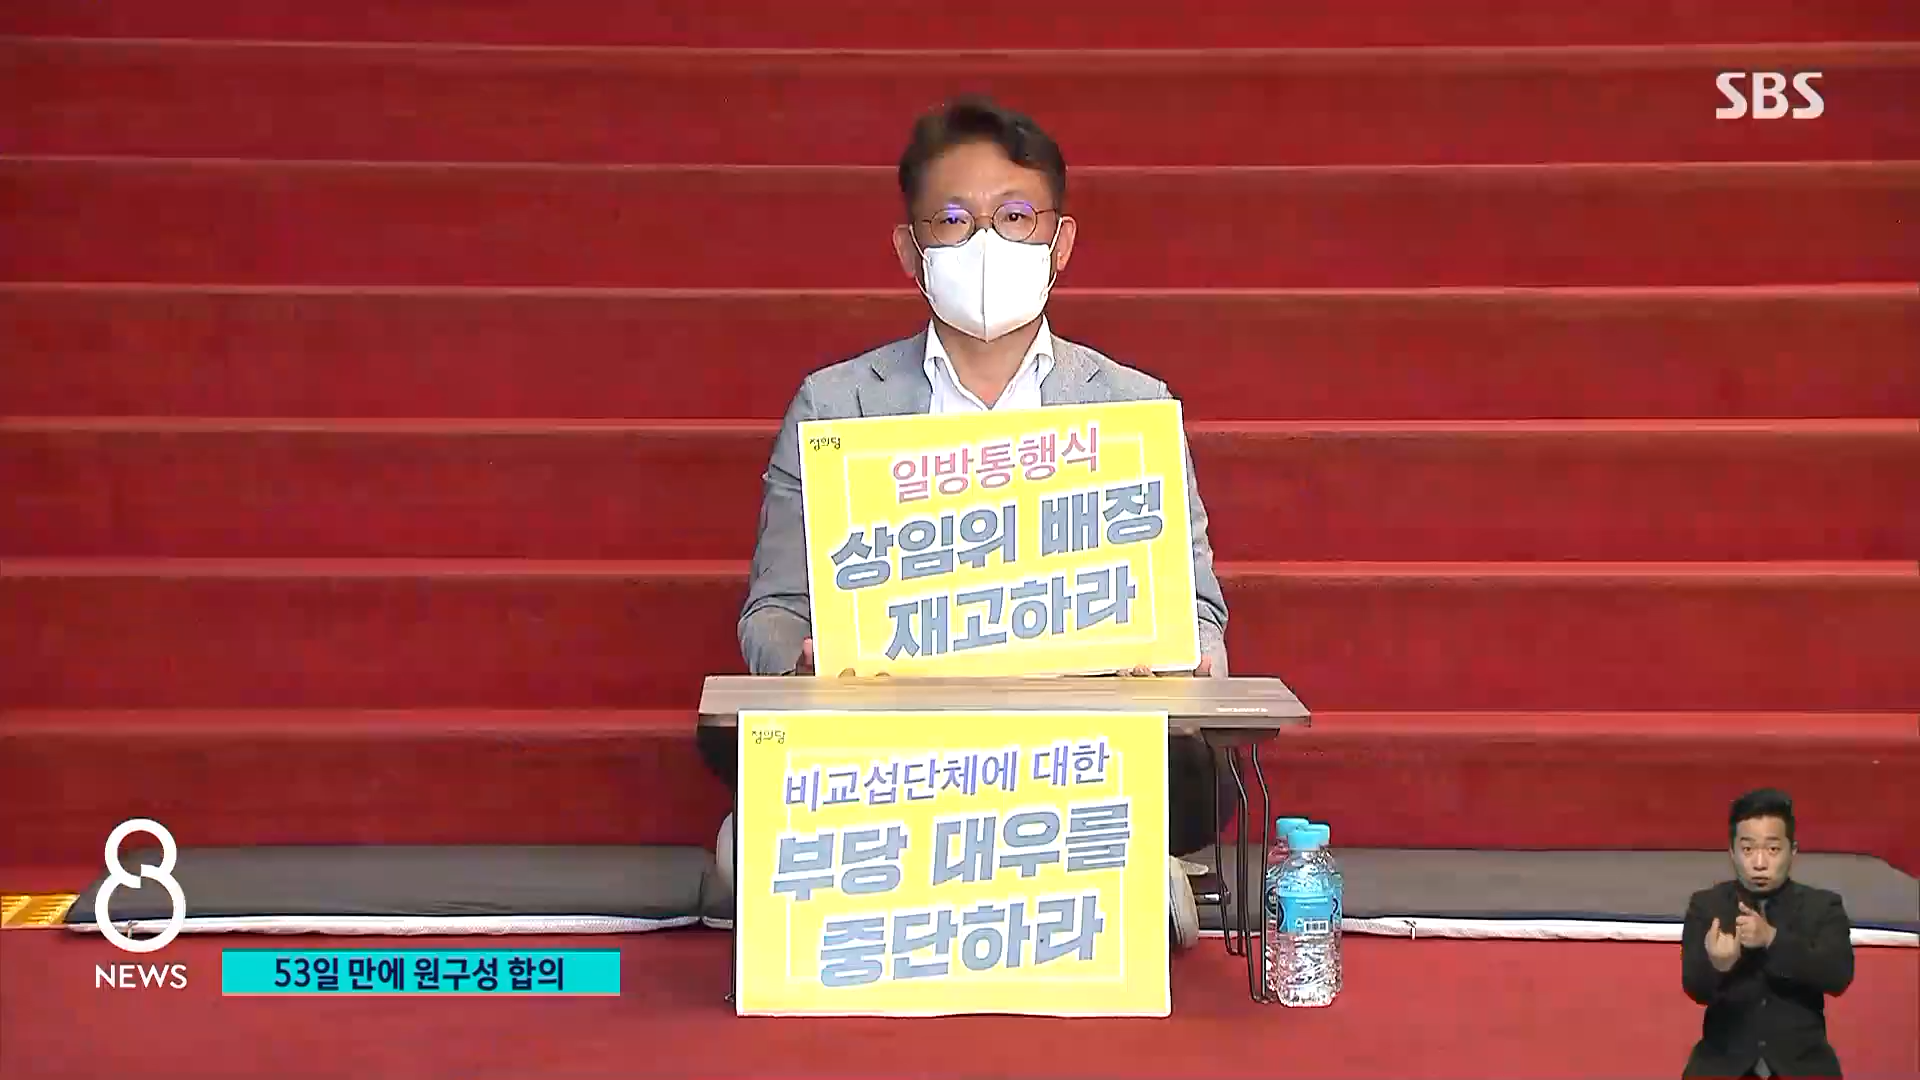 SBS
정의당
일방통행식
상임위 배정
재고하라
정의당
비교섭단체에 대한
부당 대우를
중단하라
8
NEWS
53일 만에 원구성 합의